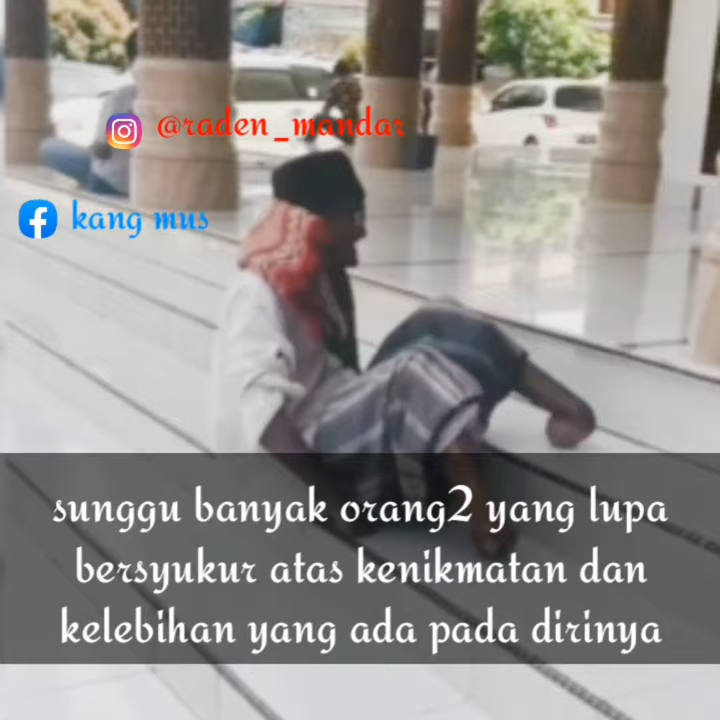 @raden_mandar
kang mus
sunggu banyak orang2 yang lupa
bersyukur atas kenikmatan dan
kelebihan yang ada pada dirinya